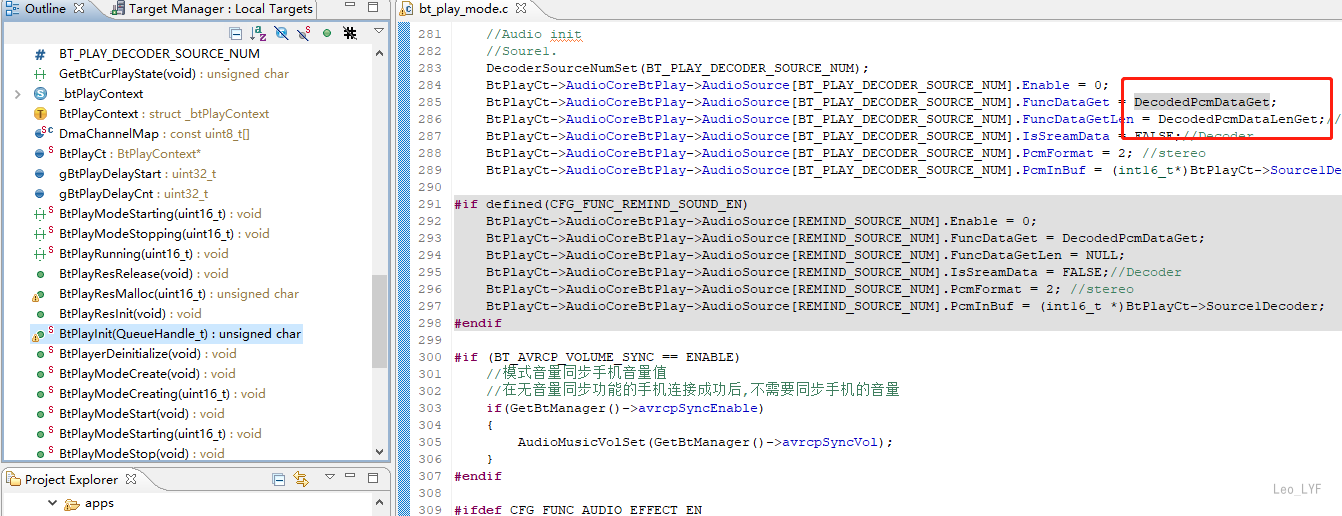 Outline
Target Manager : Local Targets
BT_PLAY_DECODER_SOURCE_NUM
GetBtCurPlayState(void) : unsigned char
_btPlayContext
BtPlayContext : struct _btPlayContext
DmaChannelMap : const uint8_t[]
BtPlayCt : BtPlayContext*
gBtPlayDelayStart : uint32_t
gBtPlayDelayCnt : uint32_t
BtPlayModeStarting(uint16_t) : void
BtPlayModeStopping(uint16_t) : void
BtPlayRunning(uint16_t) : void
BtPlayResRelease(void) : void
BtPlayResMalloc(uint16_t) : unsigned char
BtPlayResInit(void) : void
BtPlayInit(QueueHandle_t) : unsigned char
BtPlayerDeinitialize(void) : void
BtPlayModeCreate(void) : void
BtPlayModeCreating(uint16_t) : void
BtPlayModeStart(void) : void
BtPlayModeStarting(uint16_t) : void
BtPlayModeStop(void) : void
Project Explorer
apps
bt_play_mode.c
281 //Audio init
282 //Soure1.
283 DecoderSourceNumSet(BT_PLAY_DECODER_SOURCE_NUM);
284 BtPlayCt->AudioCoreBtPlay->AudioSource[BT_PLAY_DECODER_SOURCE_NUM].Enable = 0;
285 BtPlayCt->AudioCoreBtPlay->AudioSource[BT_PLAY_DECODER_SOURCE_NUM].FuncDataGet = DecodedPcmDataGet;
286 BtPlayCt->AudioCoreBtPlay->AudioSource[BT_PLAY_DECODER_SOURCE_NUM].FuncDataGetLen = DecodedPcmDataLenGet;//
287 BtPlayCt->AudioCoreBtPlay->AudioSource[BT_PLAY_DECODER_SOURCE_NUM].IsSreamData = FALSE;//Decoder
288 BtPlayCt->AudioCoreBtPlay->AudioSource[BT_PLAY_DECODER_SOURCE_NUM].PcmFormat = 2; //stereo
289 BtPlayCt->AudioCoreBtPlay->AudioSource[BT_PLAY_DECODER_SOURCE_NUM].PcmInBuf = (int16_t*)BtPlayCt->Source1De
290
291 #if defined(CFG_FUNC_REMIND_SOUND_EN)
292 BtPlayCt->AudioCoreBtPlay->AudioSource[REMIND_SOURCE_NUM].Enable = 0;
293 BtPlayCt->AudioCoreBtPlay->AudioSource[REMIND_SOURCE_NUM].FuncDataGet = DecodedPcmDataGet;
294 BtPlayCt->AudioCoreBtPlay->AudioSource[REMIND_SOURCE_NUM].FuncDataGetLen = NULL;
295 BtPlayCt->AudioCoreBtPlay->AudioSource[REMIND_SOURCE_NUM].IsSreamData = FALSE;//Decoder
296 BtPlayCt->AudioCoreBtPlay->AudioSource[REMIND_SOURCE_NUM].PcmFormat = 2; //stereo
297 BtPlayCt->AudioCoreBtPlay->AudioSource[REMIND_SOURCE_NUM].PcmInBuf = (int16_t *)BtPlayCt->Source1Decoder;
298 #endif
299
300 #if (BT_AVRCP_VOLUME_SYNC == ENABLE)
301 //模式音量同步手机音量值
302 //在无音量同步功能的手机连接成功后,不需要同步手机的音量
303 if(GetBtManager()->avrcpSyncEnable)
304 {
305 AudioMusicVolSet(GetBtManager()->avrcpSyncVol);
306 }
307 #endif
308
309 #ifdef CFG_FUNC_AUDIO_EFFECT_EN
Leo_LYF